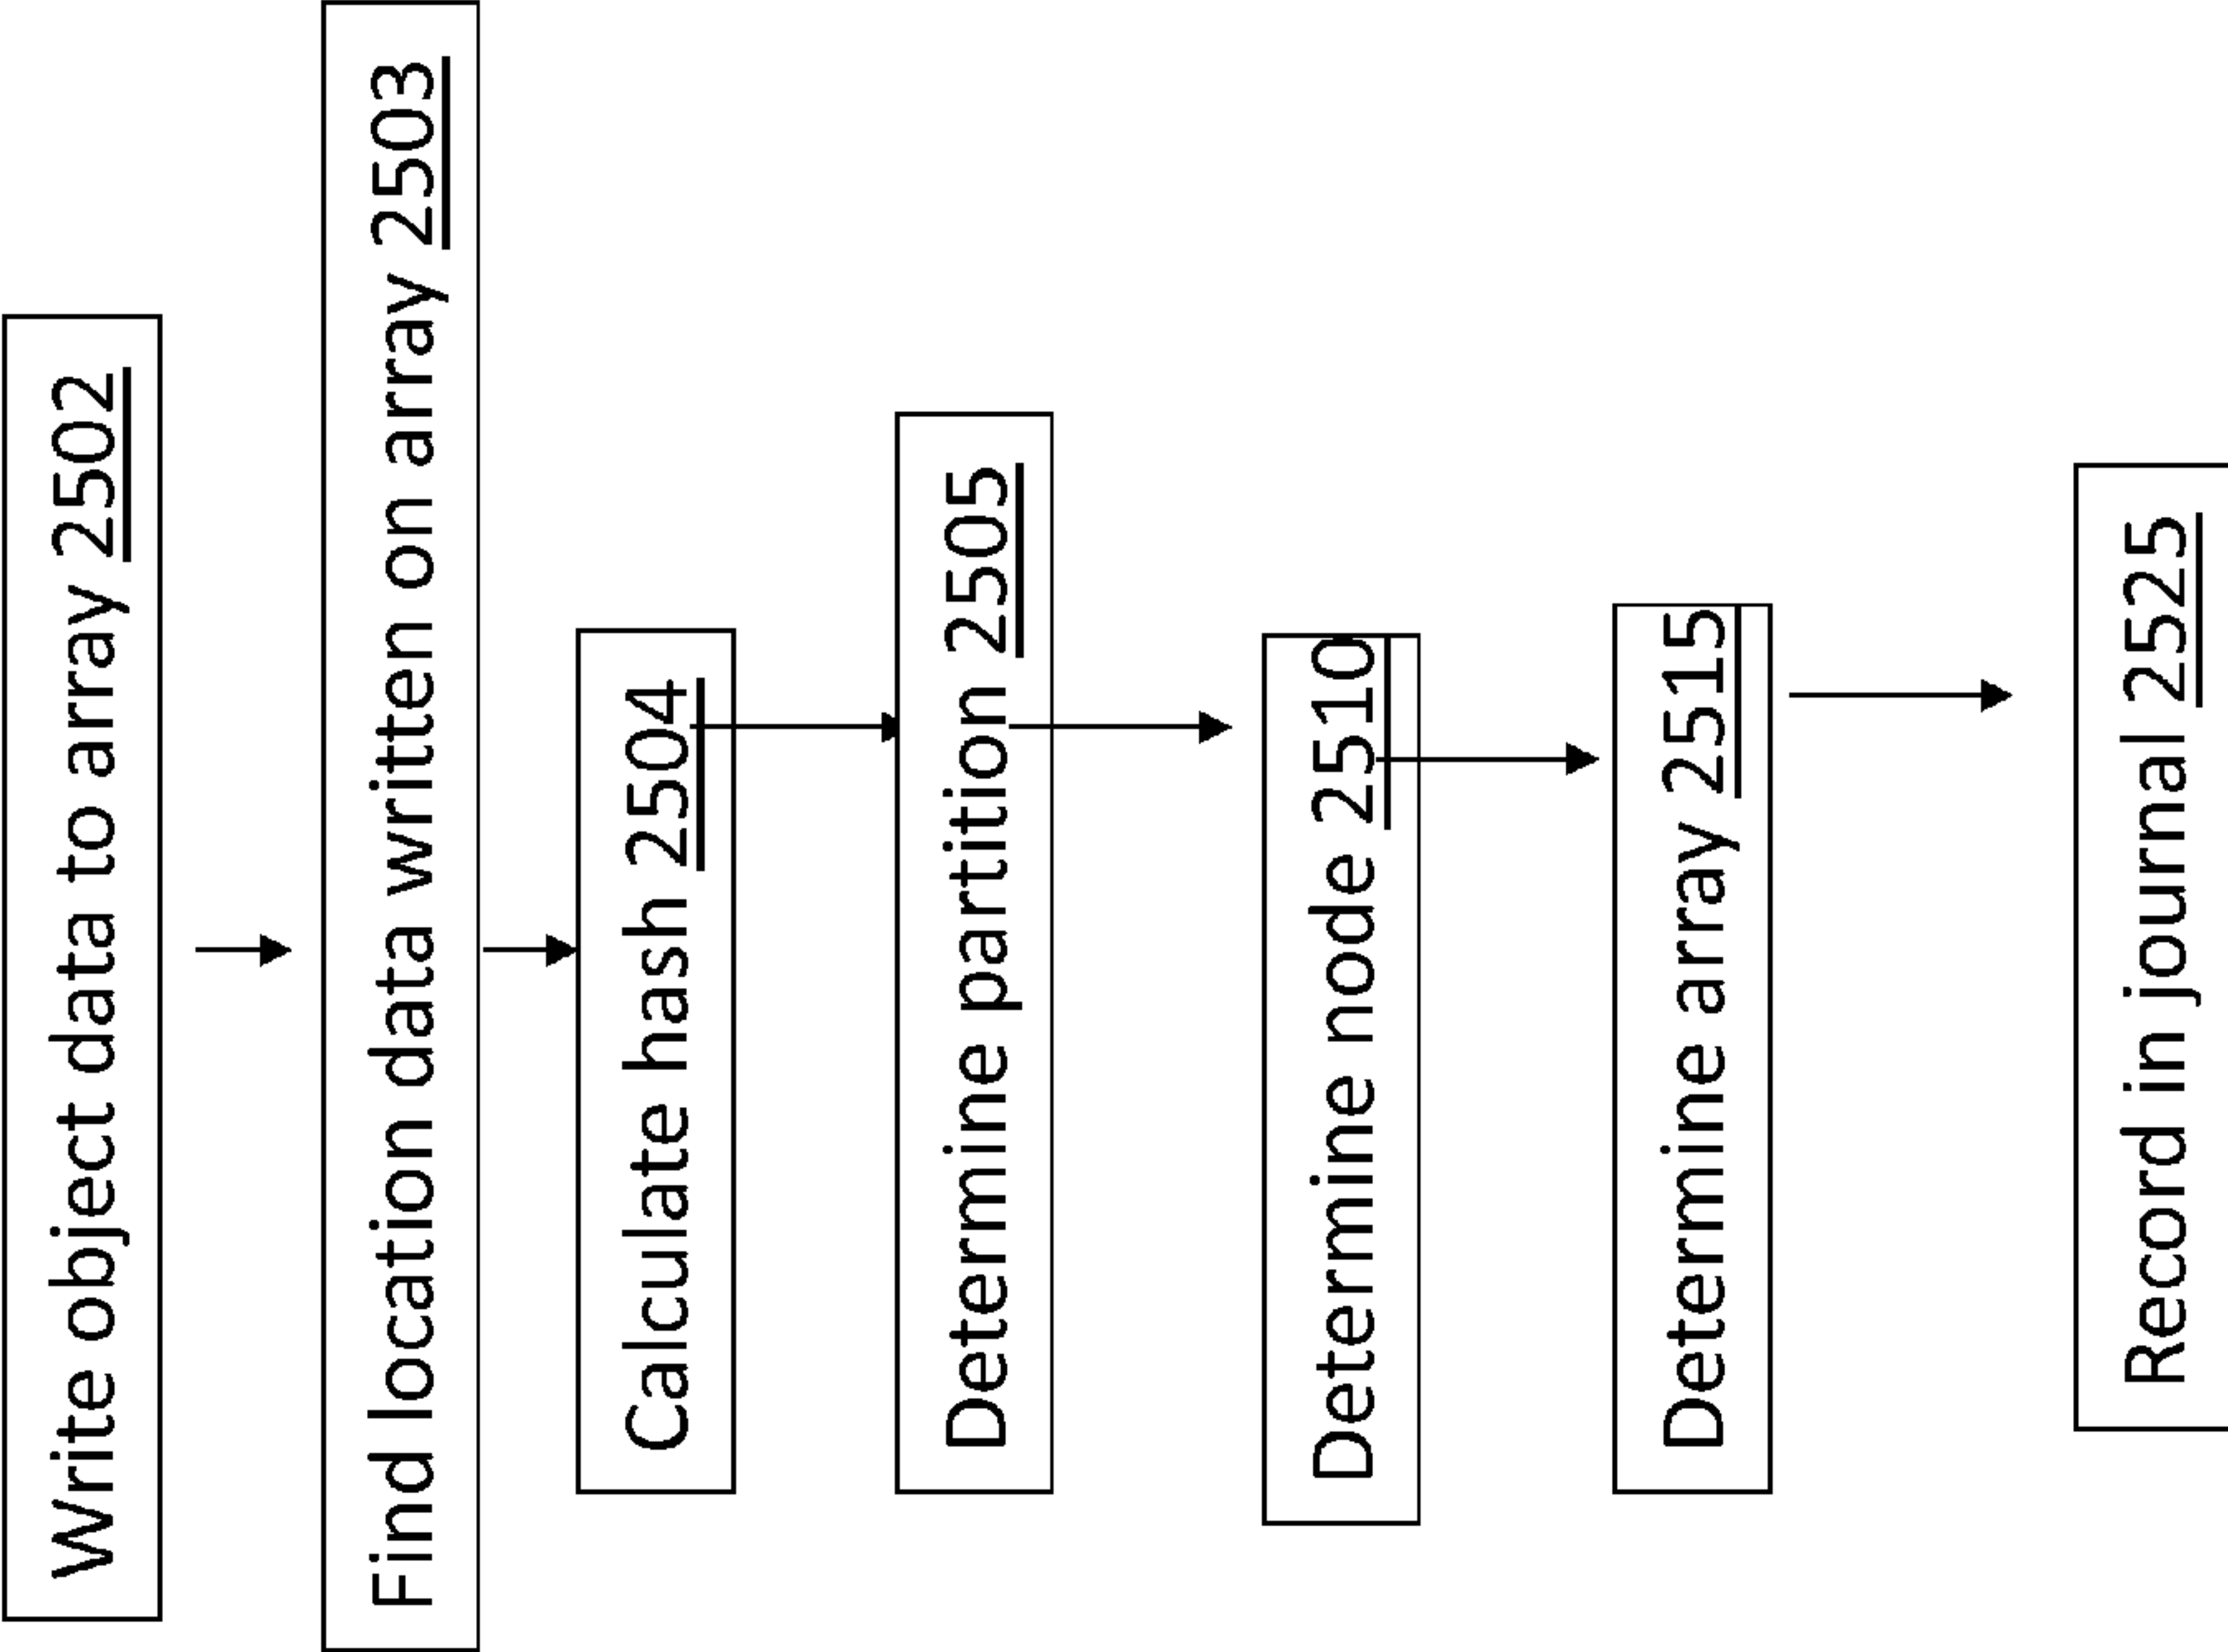 Write object data to array 2502
Find location data written on array 2503
Calculate hash 2504
Determine partition 2505
Determine node 2510
Determine array 2515
Record in journal 2525